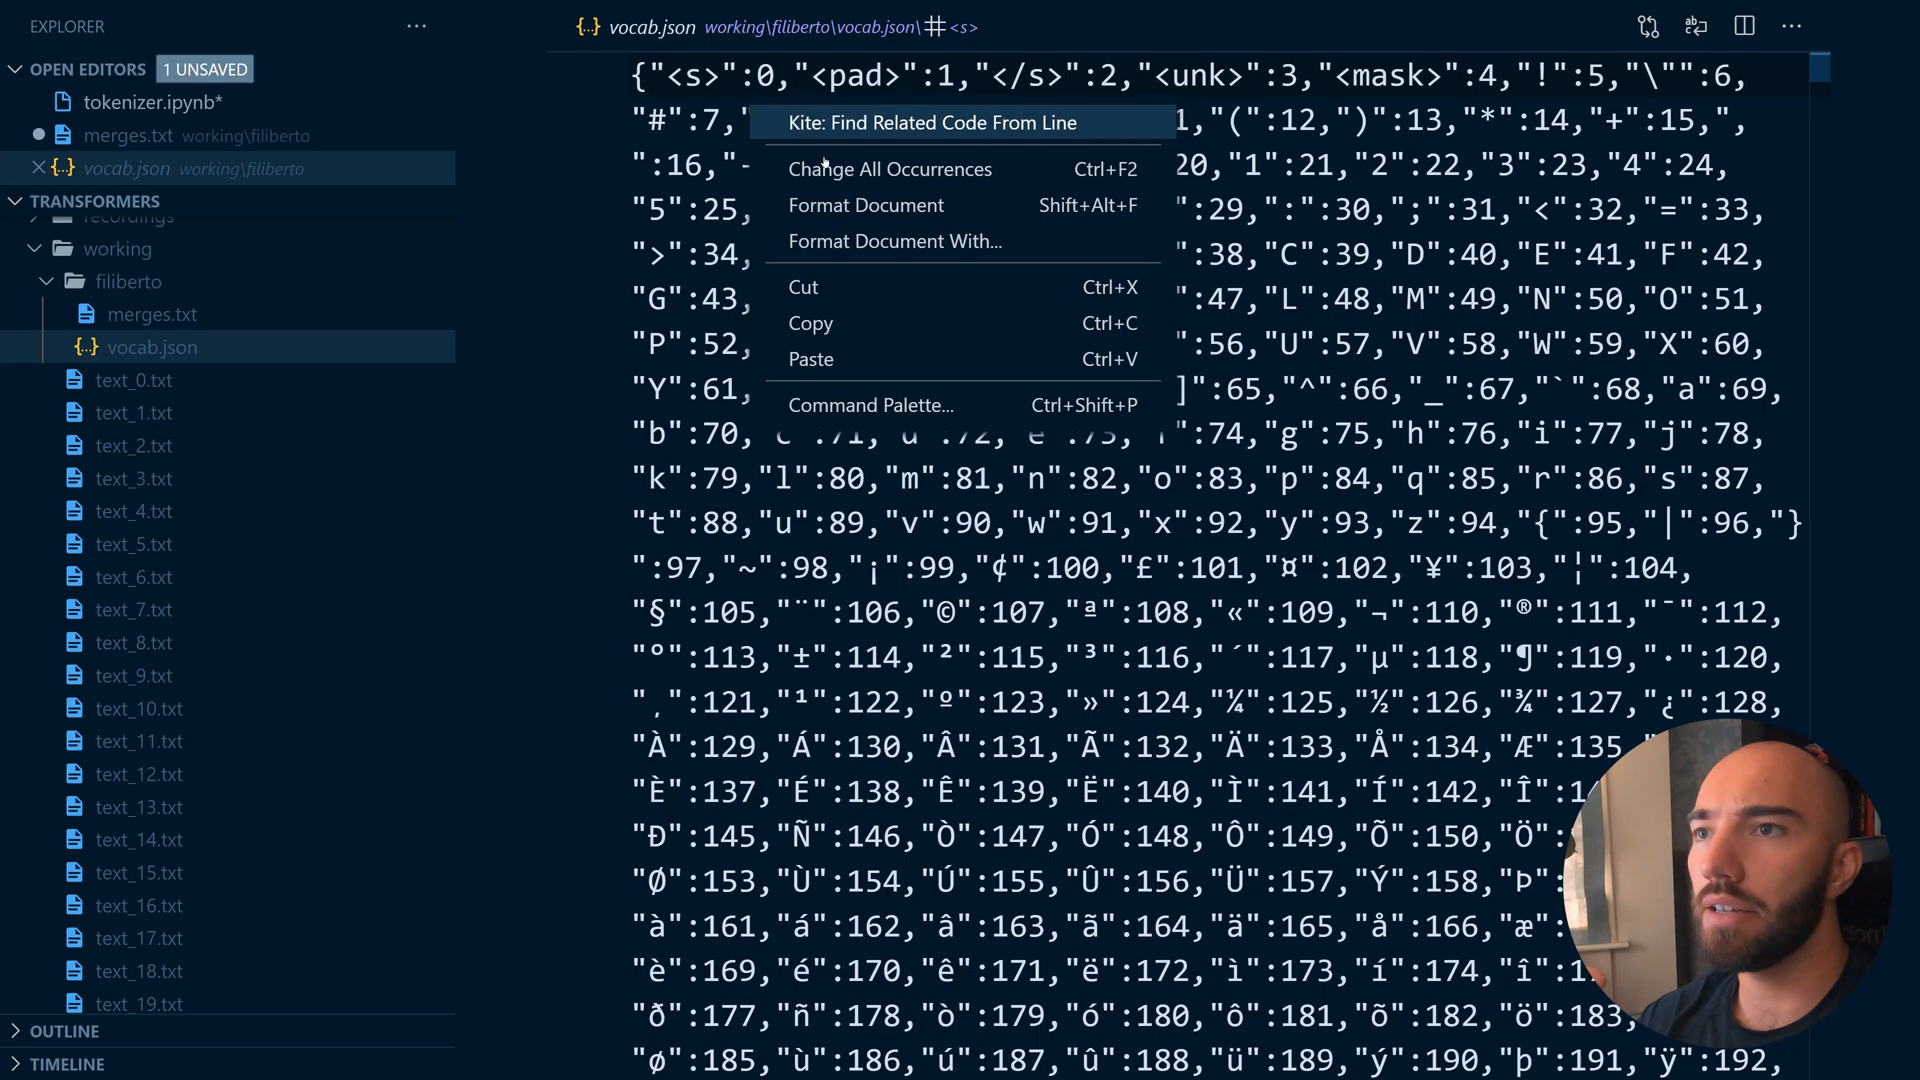 EXPLORER
OPEN EDITORS 1 UNSAVED
tokenizer.ipynb*
merges.txt working\filiberto
vocab.json working\filiberto
TRANSFORMERS
recordings
working
filiberto
merges.txt
vocab.json
text_0.txt
text_1.txt
text_2.txt
text_3.txt
text_4.txt
text_5.txt
text_6.txt
text_7.txt
text_8.txt
text_9.txt
text_10.txt
text_11.txt
text_12.txt
text_13.txt
text_14.txt
text_15.txt
text_16.txt
text_17.txt
text_18.txt
text_19.txt
OUTLINE
TIMELINE
{..} vocab.json working\filiberto\vocab.json\ <s>
{"<s>":0,"<pad>":1,"</s>":2,"<unk>":3,"<mask>":4,"!":5,"\"":6,
"#":7, 1,"(":12,")":13,"*":14,"+":15,",
":16,"- 20,"1":21,"2":22,"3":23,"4":24,
"5":25, ":29,":":30,";":31,"<":32,"=":33,
">":34, ":38,"C":39,"D":40,"E":41,"F":42,
"G":43, ":47,"L":48,"M":49,"N":50,"O":51,
"P":52, ":56,"U":57,"V":58,"W":59,"X":60,
"Y":61, ]":65,"^":66,"_":67,"`":68,"a":69,
"b":70,"c":71,"d":72,"e":73,"f":74,"g":75,"h":76,"i":77,"j":78,
"k":79,"l":80,"m":81,"n":82,"o":83,"p":84,"q":85,"r":86,"s":87,
"t":88,"u":89,"v":90,"w":91,"x":92,"y":93,"z":94,"{":95,"|":96,"}
":97,"~":98,"¡":99,"¢":100,"£":101,"¤":102,"¥":103,"¦":104,
"§":105,"¨":106,"©":107,"ª":108,"«":109,"¬":110,"®":111,"¯":112,
"°":113,"±":114,"²":115,"³":116,"´":117,"µ":118,"¶":119,"·":120,
"¸":121,"¹":122,"º":123,"»":124,"¼":125,"½":126,"¾":127,"¿":128,
"À":129,"Á":130,"Â":131,"Ã":132,"Ä":133,"Å":134,"Æ":135
"È":137,"É":138,"Ê":139,"Ë":140,"Ì":141,"Í":142,"Î":1
"Ð":145,"Ñ":146,"Ò":147,"Ó":148,"Ô":149,"Õ":150,"Ö":
"Ø":153,"Ù":154,"Ú":155,"Û":156,"Ü":157,"Ý":158,"Þ":
"à":161,"á":162,"â":163,"ã":164,"ä":165,"å":166,"æ"
"è":169,"é":170,"ê":171,"ë":172,"ì":173,"í":174,"î":1
"ð":177,"ñ":178,"ò":179,"ó":180,"ô":181,"õ":182,"ö":183,
"ø":185,"ù":186,"ú":187,"û":188,"ü":189,"ý":190,"þ":191,"ÿ":192,
Kite: Find Related Code From Line
Change All Occurrences Ctrl+F2
Format Document Shift+Alt+F
Format Document With...
Cut Ctrl+X
Copy Ctrl+C
Paste Ctrl+V
Command Palette... Ctrl+Shift+P